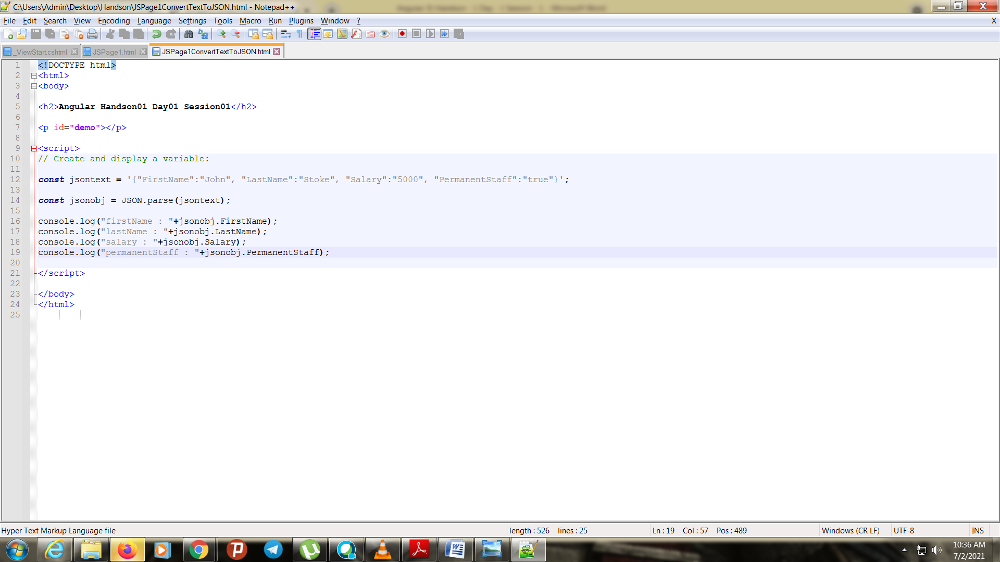 C:\Users\Admin\Desktop\Handson\JSPage1ConvertTextToJSON.html - Notepad++
File Edit Search View Encoding Language Settings Tools Macro Run Plugins Window ? X
_ViewStart.cshtml JSPage1.html JSPage1ConvertTextToJSON.html
1 <!DOCTYPE html>
2 <html>
3 <body>
4
5 <h2>Angular Handson01 Day01 Session01</h2>
6
7 <p id="demo"></p>
8
9 <script>
10 // Create and display a variable:
11
12 const jsontext = '{"FirstName":"John", "LastName":"Stoke", "Salary":"5000", "PermanentStaff":"true"}';
13
14 const jsonobj = JSON.parse(jsontext);
15
16 console.log("firstName : "+jsonobj.FirstName);
17 console.log("lastName : "+jsonobj.LastName);
18 console.log("salary : "+jsonobj.Salary);
19 console.log("permanentStaff : "+jsonobj.PermanentStaff);
20
21 </script>
22
23 </body>
24 </html>
25
Hyper Text Markup Language file length : 526 lines : 25 Ln : 19 Col : 57 Pos : 489 Windows (CR LF) UTF-8 INS
10:36 AM
7/2/2021